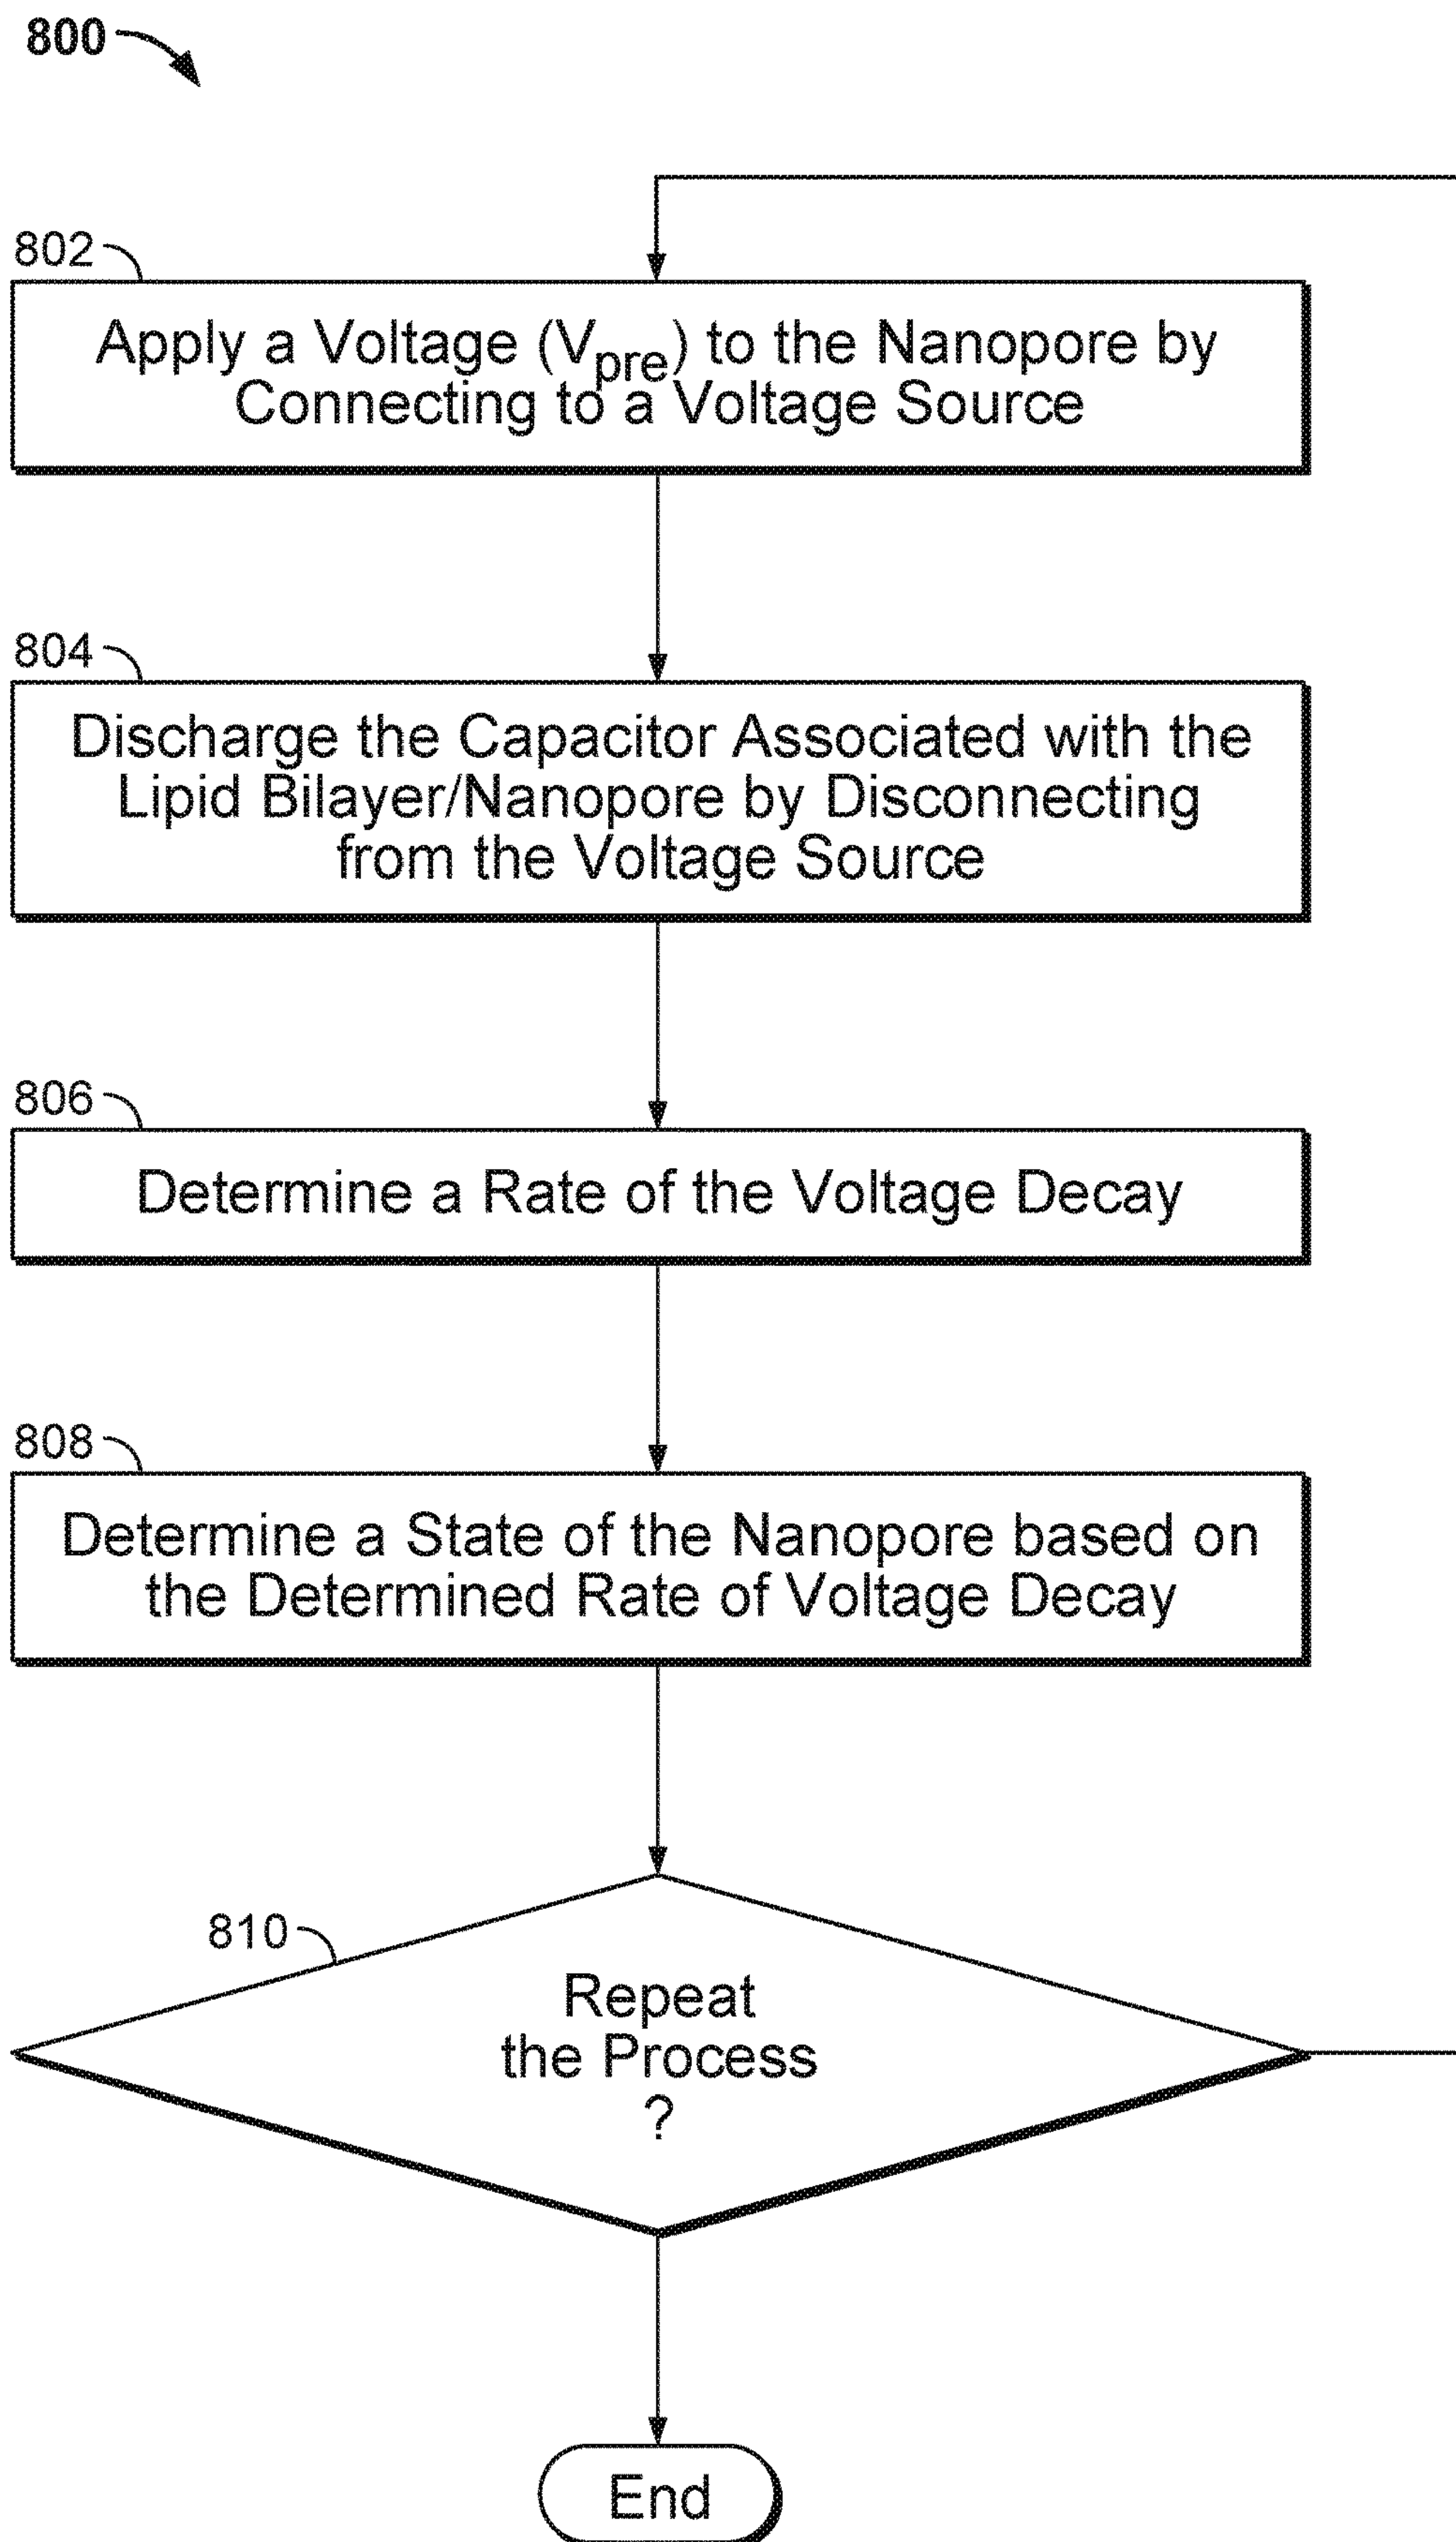 800
802
Apply a Voltage (Vpre) to the Nanopore by
Connecting to a Voltage Source
804
Discharge the Capacitor Associated with the
Lipid Bilayer/Nanopore by Disconnecting
from the Voltage Source
806
Determine a Rate of the Voltage Decay
808
Determine a State of the Nanopore based on
the Determined Rate of Voltage Decay
810
Repeat
the Process
?
End